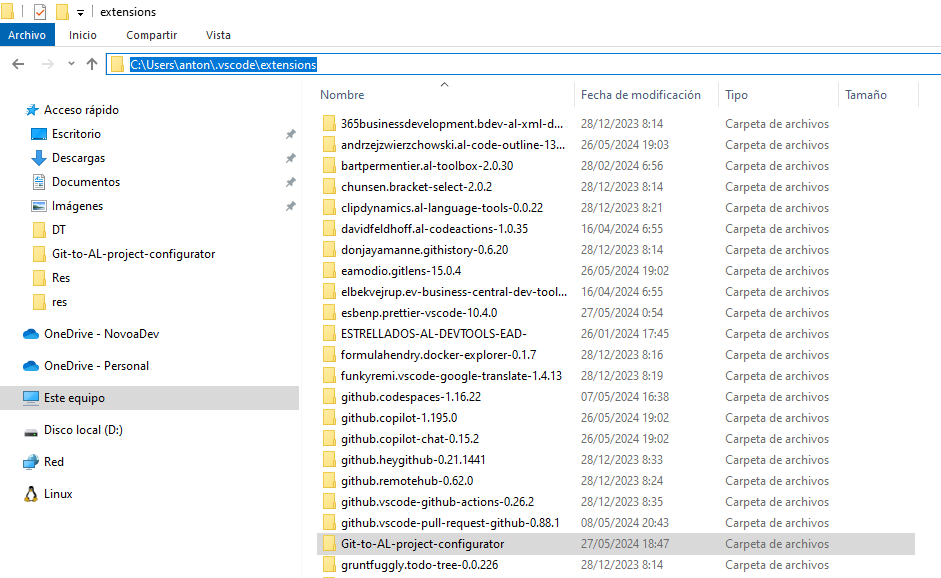 extensions
Archivo Inicio Compartir Vista
C:\Users\anton\.vscode\extensions
Acceso rápido
Escritorio
Descargas
Documentos
Imágenes
DT
Git-to-AL-project-configurator
Res
res
OneDrive - NovoaDev
OneDrive - Personal
Este equipo
Disco local (D:)
Red
Linux
Nombre Fecha de modificación Tipo Tamaño
365businessdevelopment.bdev-al-xml-d... 28/12/2023 8:14 Carpeta de archivos
andrzejzwierzchowski.al-code-outline-13... 26/05/2024 19:03 Carpeta de archivos
bartpermentier.al-toolbox-2.0.30 28/02/2024 6:56 Carpeta de archivos
chunsen.bracket-select-2.0.2 28/12/2023 8:14 Carpeta de archivos
clipdynamics.al-language-tools-0.0.22 28/12/2023 8:21 Carpeta de archivos
davidfeldhoff.al-codeactions-1.0.35 16/04/2024 6:55 Carpeta de archivos
donjayamanne.githistory-0.6.20 28/12/2023 8:14 Carpeta de archivos
eamodio.gitlens-15.0.4 26/05/2024 19:02 Carpeta de archivos
elbekvejrup.ev-business-central-dev-tool... 16/04/2024 6:55 Carpeta de archivos
esbenp.prettier-vscode-10.4.0 27/05/2024 0:54 Carpeta de archivos
ESTRELLADOS-AL-DEVTOOLS-EAD- 26/01/2024 17:45 Carpeta de archivos
formulahendry.docker-explorer-0.1.7 28/12/2023 8:16 Carpeta de archivos
funkyremi.vscode-google-translate-1.4.13 28/12/2023 8:19 Carpeta de archivos
github.codespaces-1.16.22 07/05/2024 16:38 Carpeta de archivos
github.copilot-1.195.0 26/05/2024 19:02 Carpeta de archivos
github.copilot-chat-0.15.2 26/05/2024 19:02 Carpeta de archivos
github.heygithub-0.21.1441 28/12/2023 8:33 Carpeta de archivos
github.remotehub-0.62.0 28/12/2023 8:24 Carpeta de archivos
github.vscode-github-actions-0.26.2 28/12/2023 8:35 Carpeta de archivos
github.vscode-pull-request-github-0.88.1 08/05/2024 20:43 Carpeta de archivos
Git-to-AL-project-configurator 27/05/2024 18:47 Carpeta de archivos
gruntfuggly.todo-tree-0.0.226 28/12/2023 8:14 Carpeta de archivos